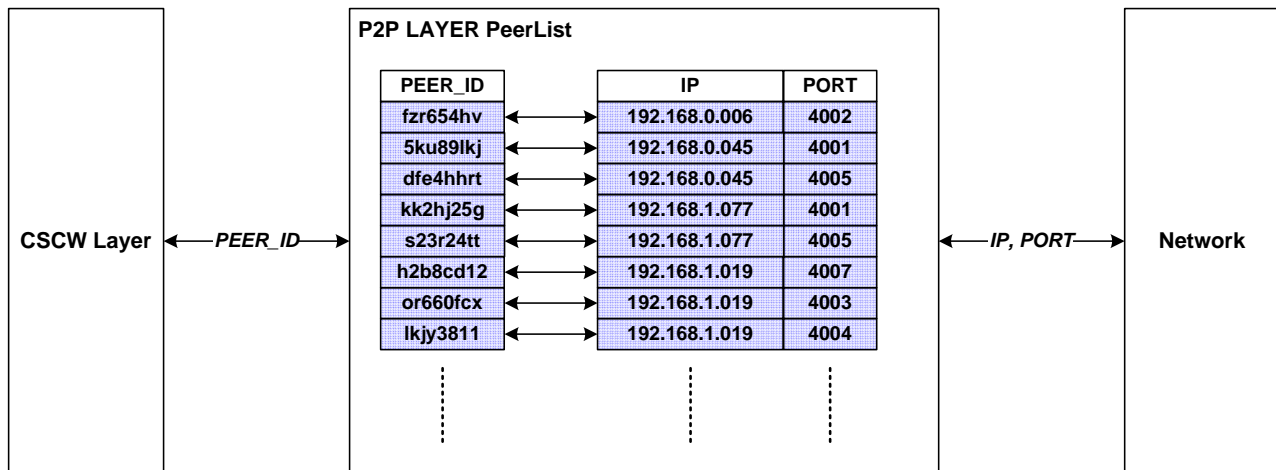 P2P LAYER PeerList
PEER_ID IP PORT
fzr654hv 192.168.0.006 4002
5ku89lkj 192.168.0.045 4001
dfe4hhrt 192.168.0.045 4005
kk2hj25g 192.168.1.077 4001
CSCW Layer PEER_ID s23r24tt 192.168.1.077 4005 IP, PORT Network
h2b8cd12 192.168.1.019 4007
or660fcx 192.168.1.019 4003
lkjy3811 192.168.1.019 4004